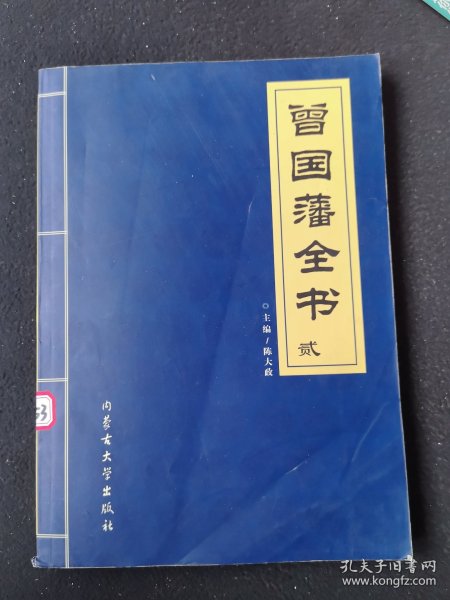 曾国藩全书
贰
◎主编/陈大政
内蒙古大学出版社
孔夫子旧书网
www.kongfz.com